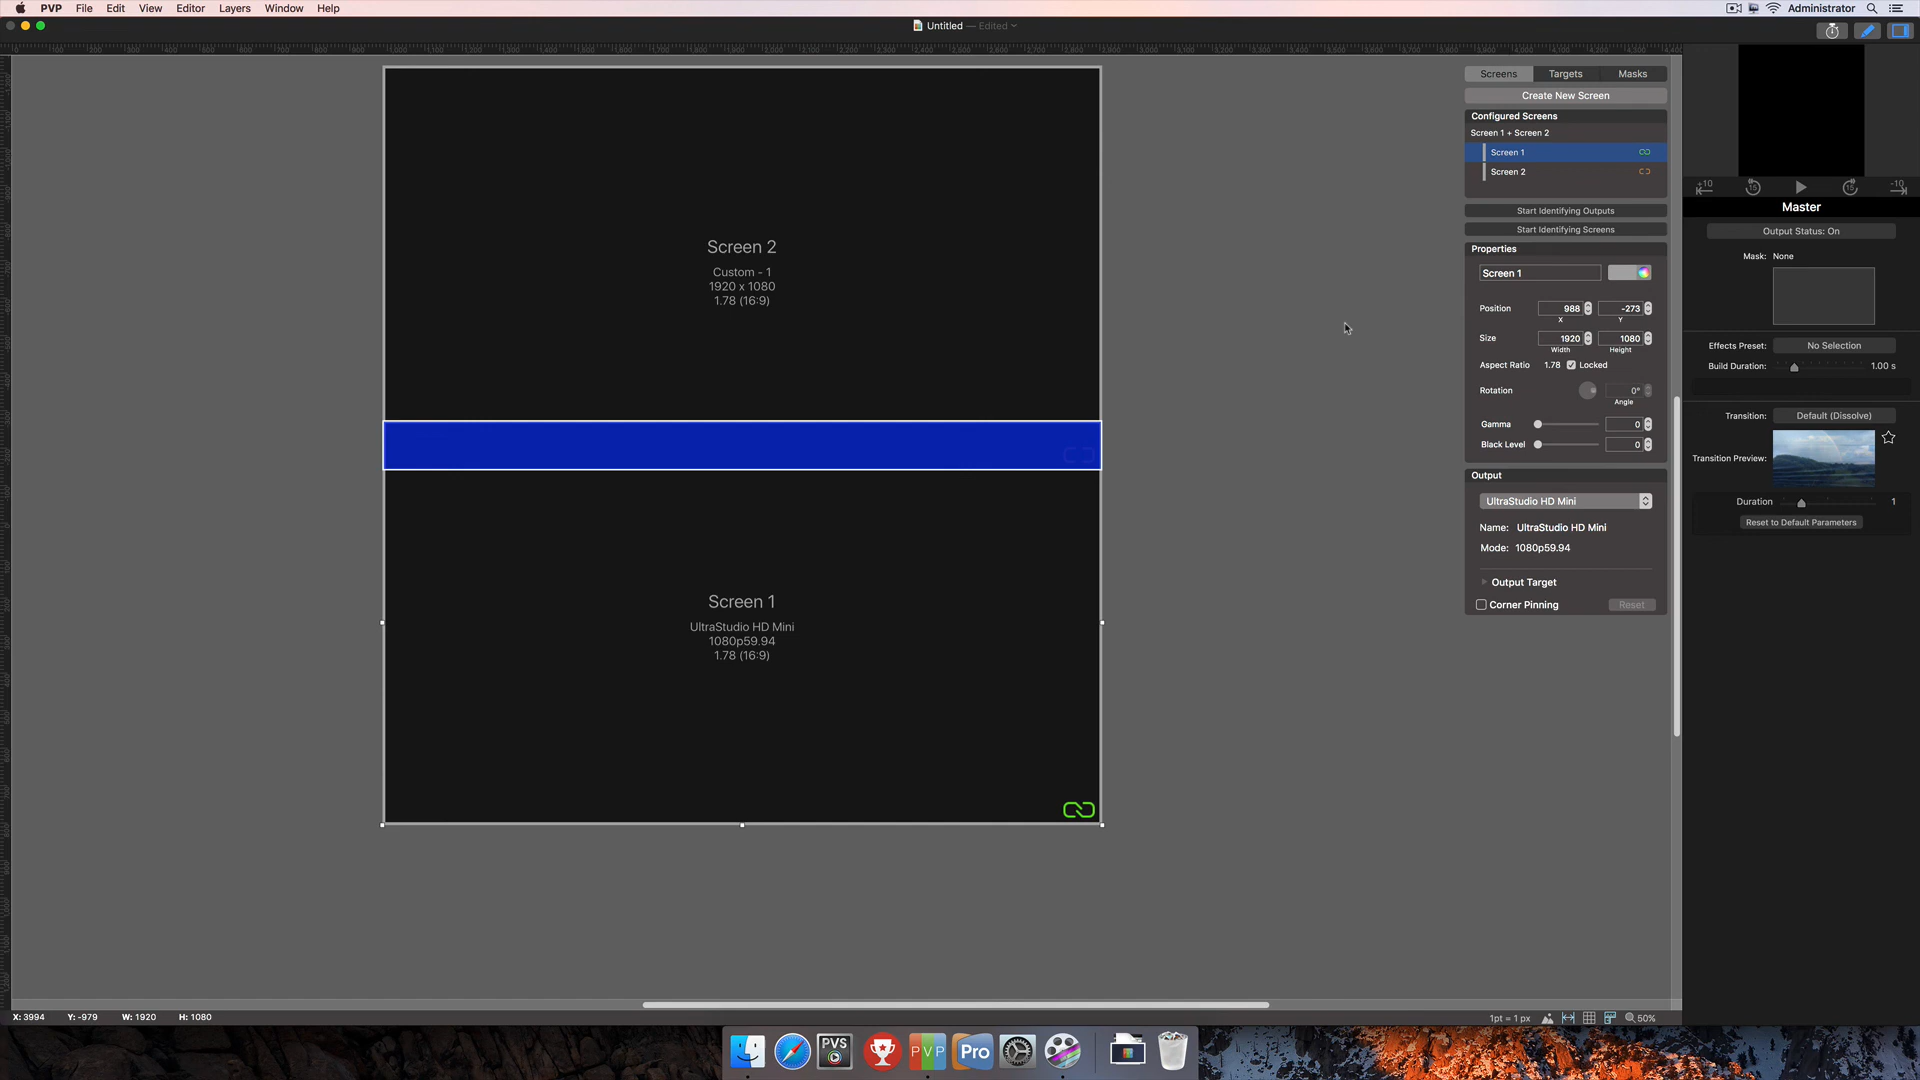 PVP File Edit View Editor Layers Window Help
Administrator
Untitled — Edited
Screens Targets Masks
Create New Screen
Configured Screens
Screen 1 + Screen 2
Screen 1
Screen 2
Start Identifying Outputs
Start Identifying Screens
Properties
Screen 1
Position 988 -273
X Y
Size 1920 1080
Width Height
Aspect Ratio 1.78 Locked
Rotation 0°
Angle
Gamma 0
Black Level 0
Output
UltraStudio HD Mini
Name: UltraStudio HD Mini
Mode: 1080p59.94
Output Target
Corner Pinning Reset
Screen 2
Custom - 1
1920 x 1080
1.78 (16:9)
Screen 1
UltraStudio HD Mini
1080p59.94
1.78 (16:9)
+10 15 15 -10
Master
Output Status: On
Mask: None
Effects Preset: No Selection
Build Duration: 1.00 s
Transition: Default (Dissolve)
Transition Preview:
Duration 1
Reset to Default Parameters
X: 3994 Y: -979 W: 1920 H: 1080
1pt = 1 px 50%
PVS PVP Pro